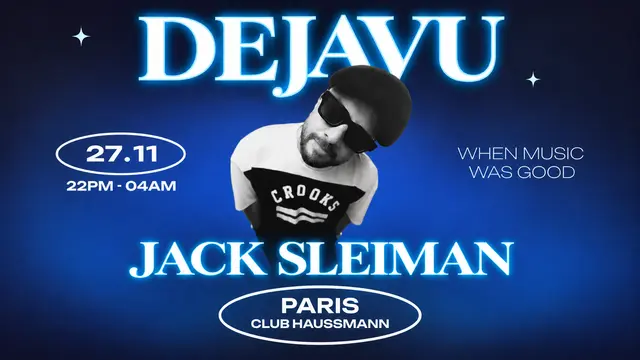 DEJAVU
27.11
22PM - 04AM
WHEN MUSIC
WAS GOOD
CROOKS
JACK SLEIMAN
PARIS
CLUB HAUSSMANN